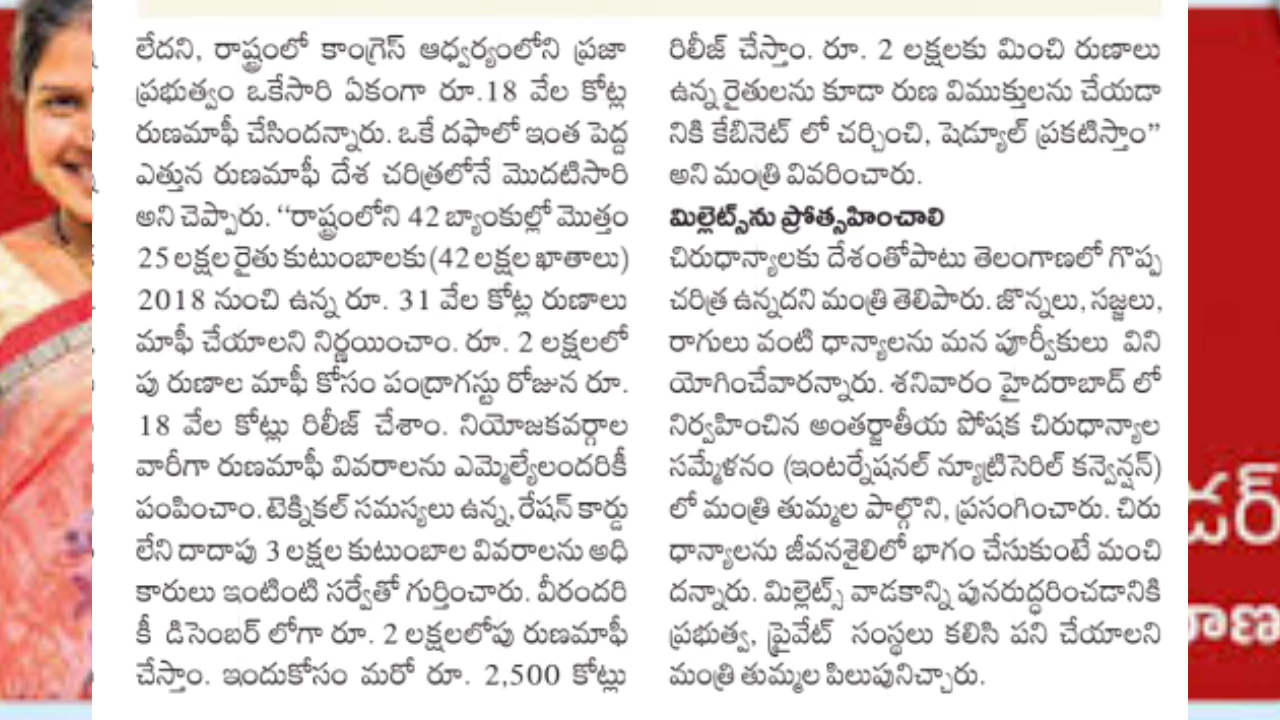 లేదని, రాష్ట్రంలో కాంగ్రెస్ ఆధ్వర్యంలోని ప్రజా
ప్రభుత్వం ఒకేసారి ఏకంగా రూ.18 వేల కోట్ల
రుణమాఫీ చేసిందన్నారు. ఒకే దఫాలో ఇంత పెద్ద
ఎత్తున రుణమాఫీ దేశ చరిత్రలోనే మొదటిసారి
అని చెప్పారు. “రాష్ట్రంలోని 42 బ్యాంకుల్లో మొత్తం
25 లక్షల రైతు కుటుంబాలకు (42 లక్షల ఖాతాలు)
2018 నుంచి ఉన్న రూ. 31 వేల కోట్ల రుణాలు
మాఫీ చేయాలని నిర్ణయించాం. రూ. 2 లక్షలలో
పు రుణాల మాఫీ కోసం పంద్రాగస్టు రోజున రూ.
18 వేల కోట్లు రిలీజ్ చేశాం. నియోజకవర్గాల
వారీగా రుణమాఫీ వివరాలను ఎమ్మెల్యేలందరికీ
పంపించాం. టెక్నికల్ సమస్యలు ఉన్న, రేషన్ కార్డు
లేని దాదాపు 3 లక్షల కుటుంబాల వివరాలను అధి
కారులు ఇంటింటి సర్వేతో గుర్తించారు. వీరందరి
కీ డిసెంబర్ లోగా రూ. 2 లక్షలలోపు రుణమాఫీ
చేస్తాం. ఇందుకోసం మరో రూ. 2,500 కోట్లు
రిలీజ్ చేస్తాం. రూ. 2 లక్షలకు మించి రుణాలు
ఉన్న రైతులను కూడా రుణ విముక్తులను చేయడా
నికి కేబినెట్ లో చర్చించి, షెడ్యూల్ ప్రకటిస్తాం”
అని మంత్రి వివరించారు.
మిల్లెట్స్‌ను ప్రోత్సహించాలి
చిరుధాన్యాలకు దేశంతోపాటు తెలంగాణలో గొప్ప
చరిత్ర ఉన్నదని మంత్రి తెలిపారు. జొన్నలు, సజ్జలు,
రాగులు వంటి ధాన్యాలను మన పూర్వీకులు విని
యోగించేవారన్నారు. శనివారం హైదరాబాద్ లో
నిర్వహించిన అంతర్జాతీయ పోషక చిరుధాన్యాల
సమ్మేళనం (ఇంటర్నేషనల్ న్యూట్రిసెరిల్ కన్వెన్షన్)
లో మంత్రి తుమ్మల పాల్గొని, ప్రసంగించారు. చిరు
ధాన్యాలను జీవనశైలిలో భాగం చేసుకుంటే మంచి
దన్నారు. మిల్లెట్స్ వాడకాన్ని పునరుద్ధరించడానికి
ప్రభుత్వ, ప్రైవేట్ సంస్థలు కలిసి పని చేయాలని
మంత్రి తుమ్మల పిలుపునిచ్చారు.